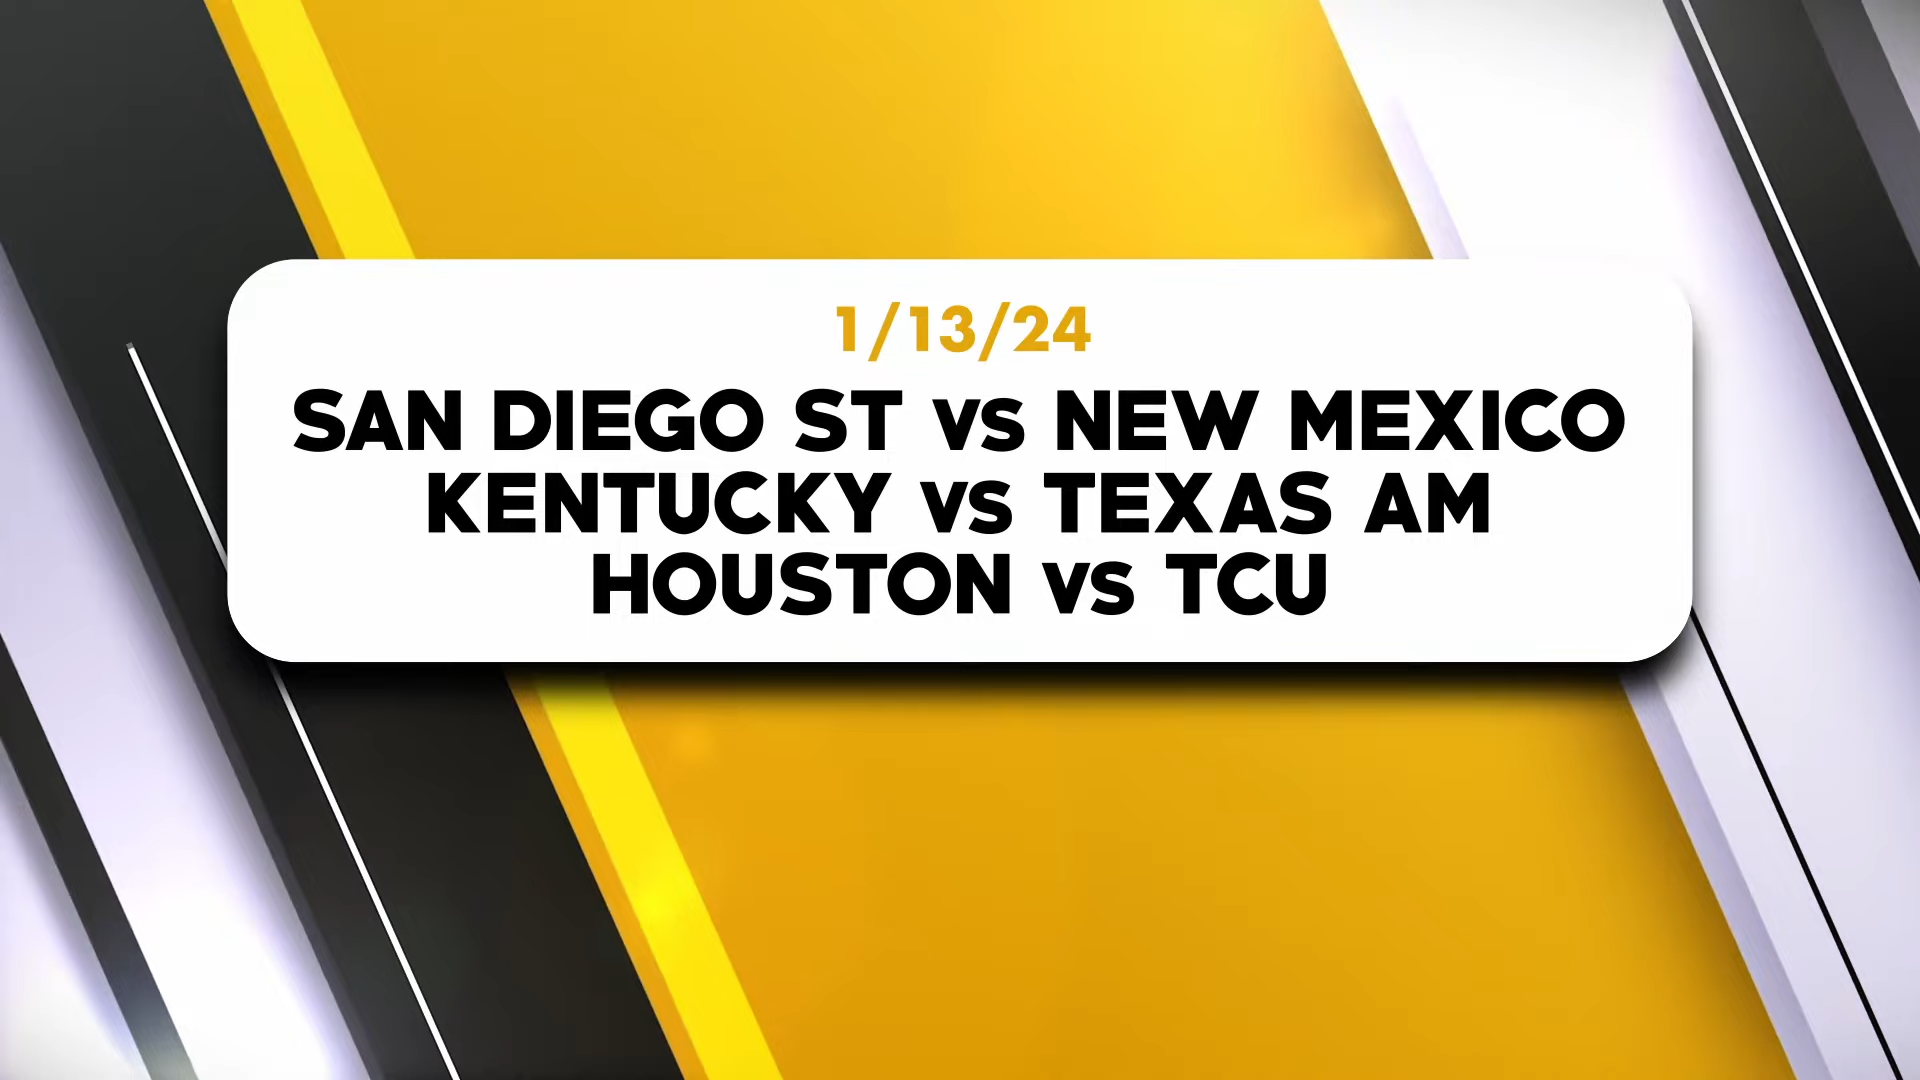 1/13/24
SAN DIEGO ST VS NEW MEXICO
KENTUCKY VS TEXAS AM
HOUSTON VS TCU